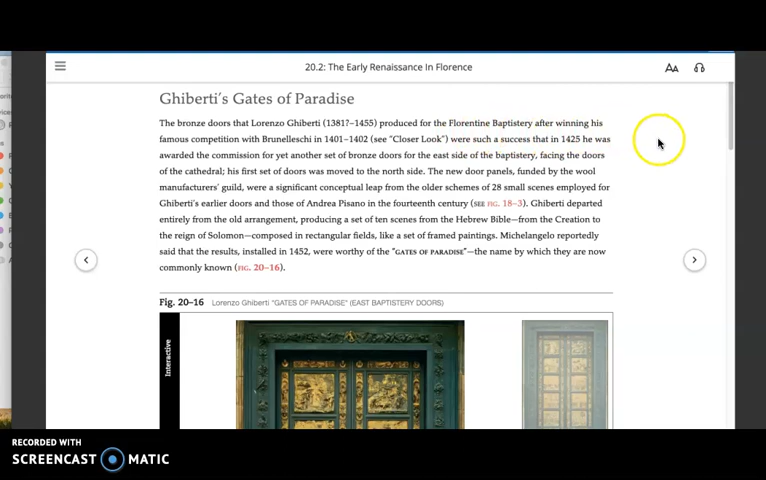 20.2: The Early Renaissance In Florence
AA
Ghiberti's Gates of Paradise
The bronze doors that Lorenzo Ghiberti (1381?–1455) produced for the Florentine Baptistery after winning his
famous competition with Brunelleschi in 1401–1402 (see "Closer Look") were such a success that in 1425 he was
awarded the commission for yet another set of bronze doors for the east side of the baptistery, facing the doors
of the cathedral; his first set of doors was moved to the north side. The new door panels, funded by the wool
manufacturers' guild, were a significant conceptual leap from the older schemes of 28 small scenes employed for
Ghiberti's earlier doors and those of Andrea Pisano in the fourteenth century (SEE FIG. 18–3). Ghiberti departed
entirely from the old arrangement, producing a set of ten scenes from the Hebrew Bible—from the Creation to
the reign of Solomon—composed in rectangular fields, like a set of framed paintings. Michelangelo reportedly
said that the results, installed in 1452, were worthy of the "GATES OF PARADISE"—the name by which they are now
commonly known (FIG. 20–16).
Fig. 20–16 Lorenzo Ghiberti "GATES OF PARADISE" (EAST BAPTISTERY DOORS)
Interactive
RECORDED WITH
SCREENCAST MATIC